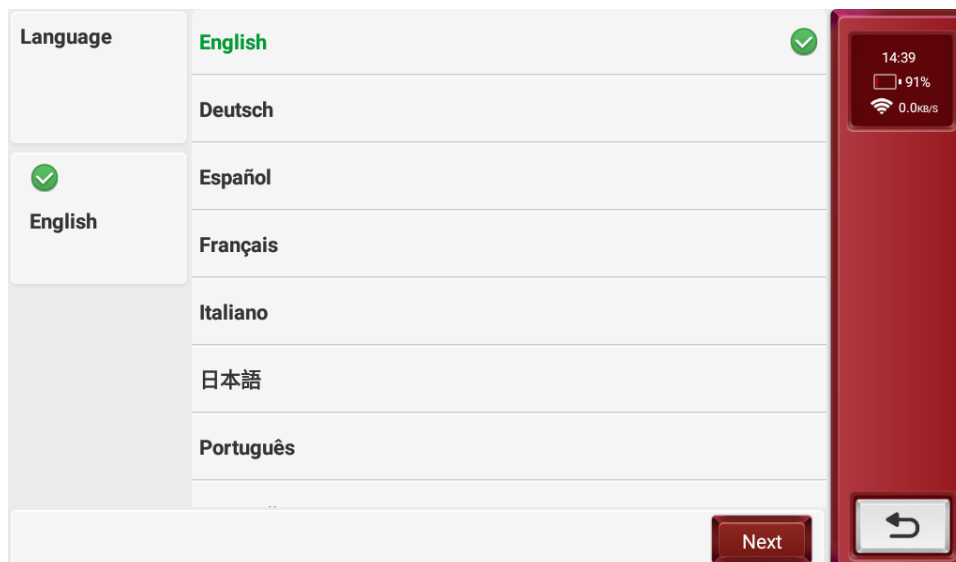 Language
English
English
Deutsch
Español
Français
Italiano
日本語
Português
Next
14:39
91%
0.0KB/S